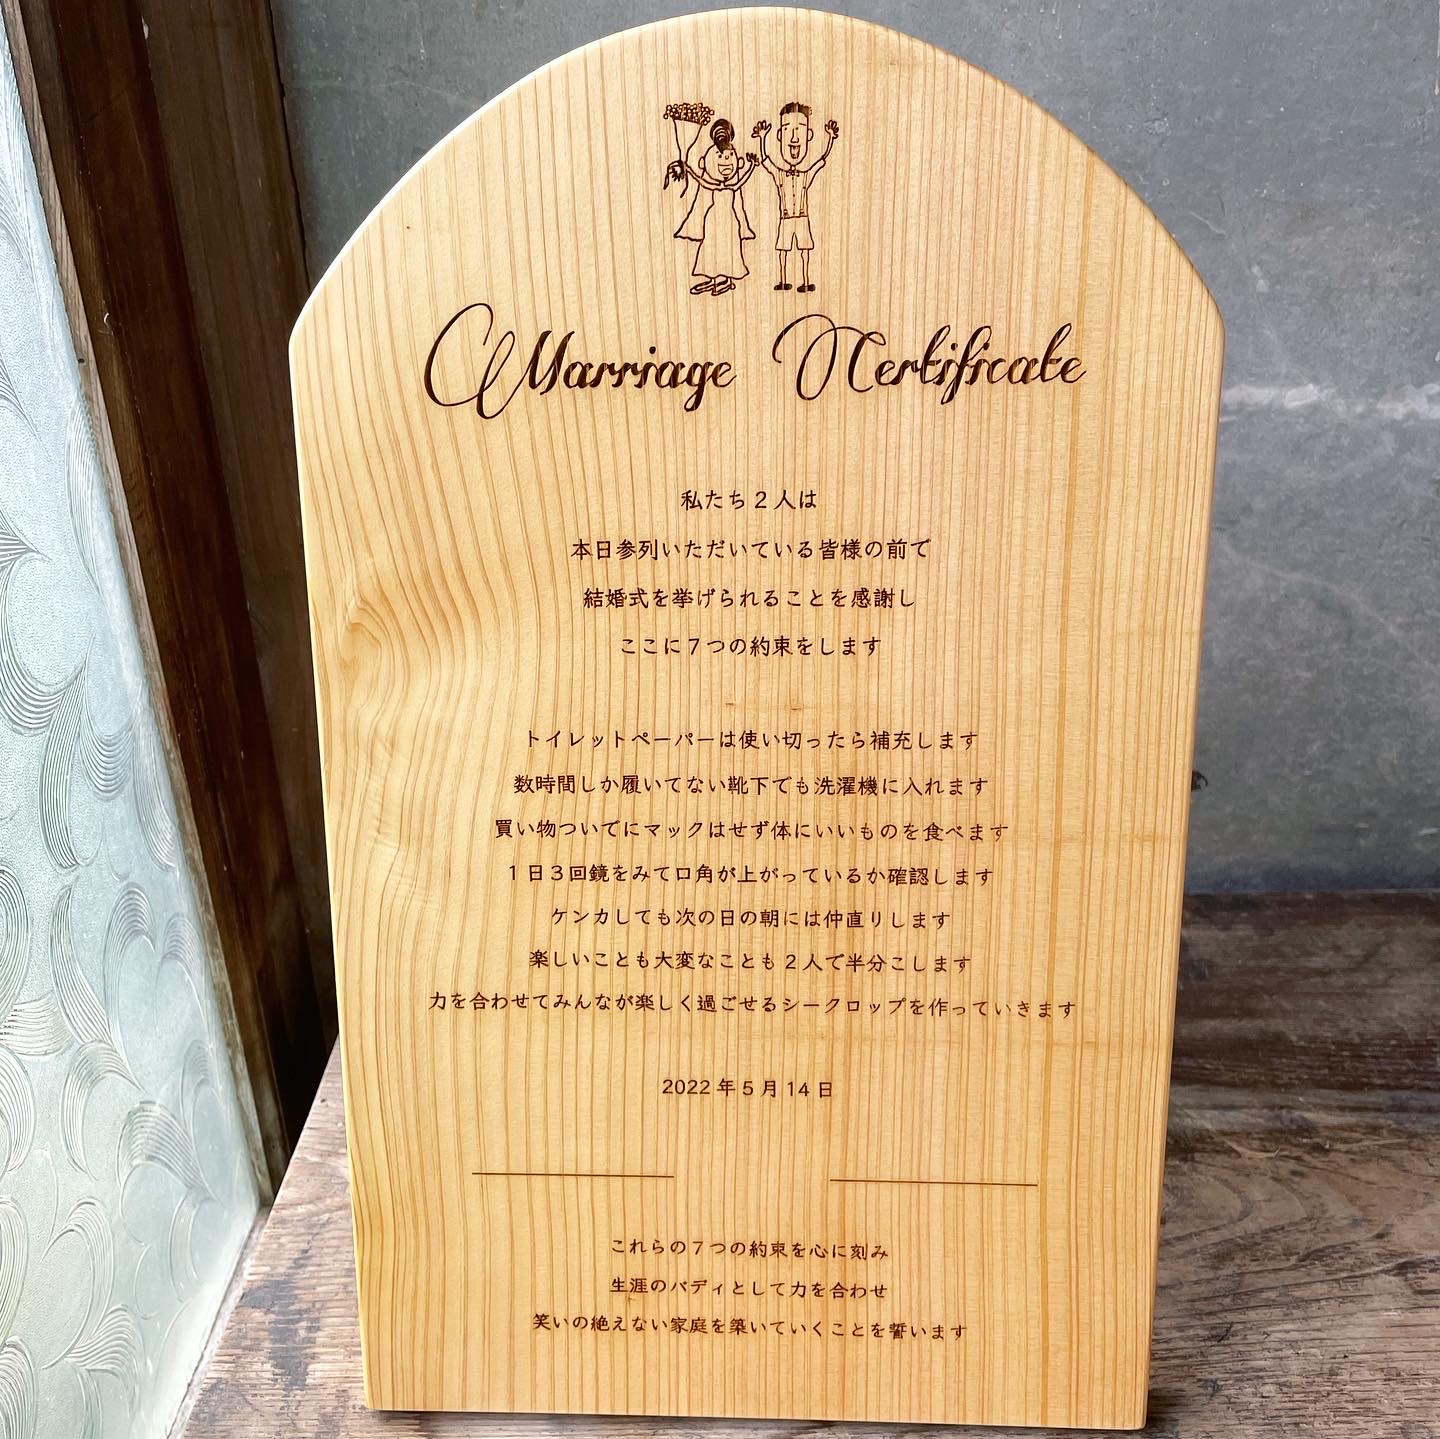 Marriage Certificate
私たち2人は
本日参列いただいている皆様の前で
結婚式を挙げられることを感謝し
ここに7つの約束をします
トイレットペーパーは使い切ったら補充します
数時間しか履いてない靴下でも洗濯機に入れます
買い物ついでにマックはせず体にいいものを食べます
1日3回鏡をみて口角が上がっているか確認します
ケンカしても次の日の朝には仲直りします
楽しいことも大変なことも2人で半分こします
力を合わせてみんなが楽しく過ごせるシークロップを作っていきます
2022年5月14日
これらの7つの約束を心に刻み
生涯のバディとして力を合わせ
笑いの絶えない家庭を築いていくことを誓います